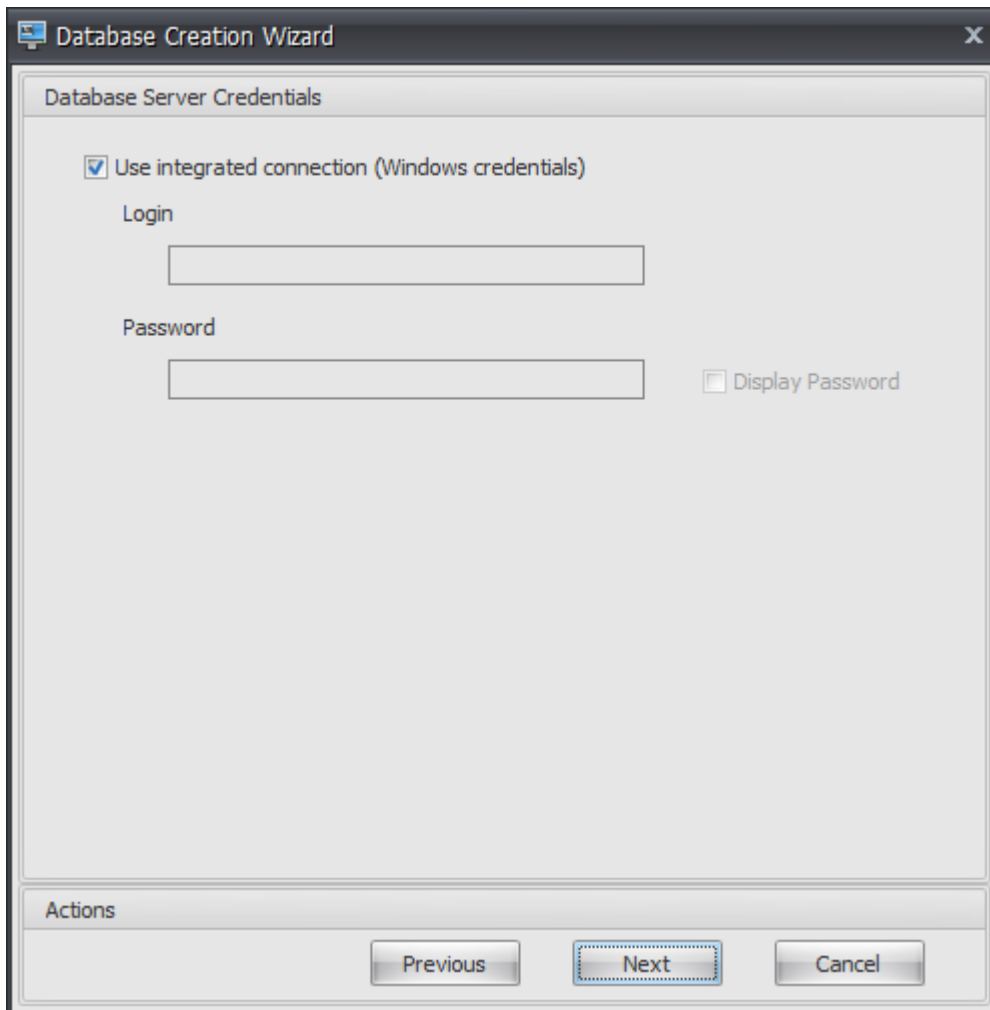 Database Creation Wizard
Database Server Credentials
Use integrated connection (Windows credentials)
Login
Password
Display Password
Actions
Previous Next Cancel